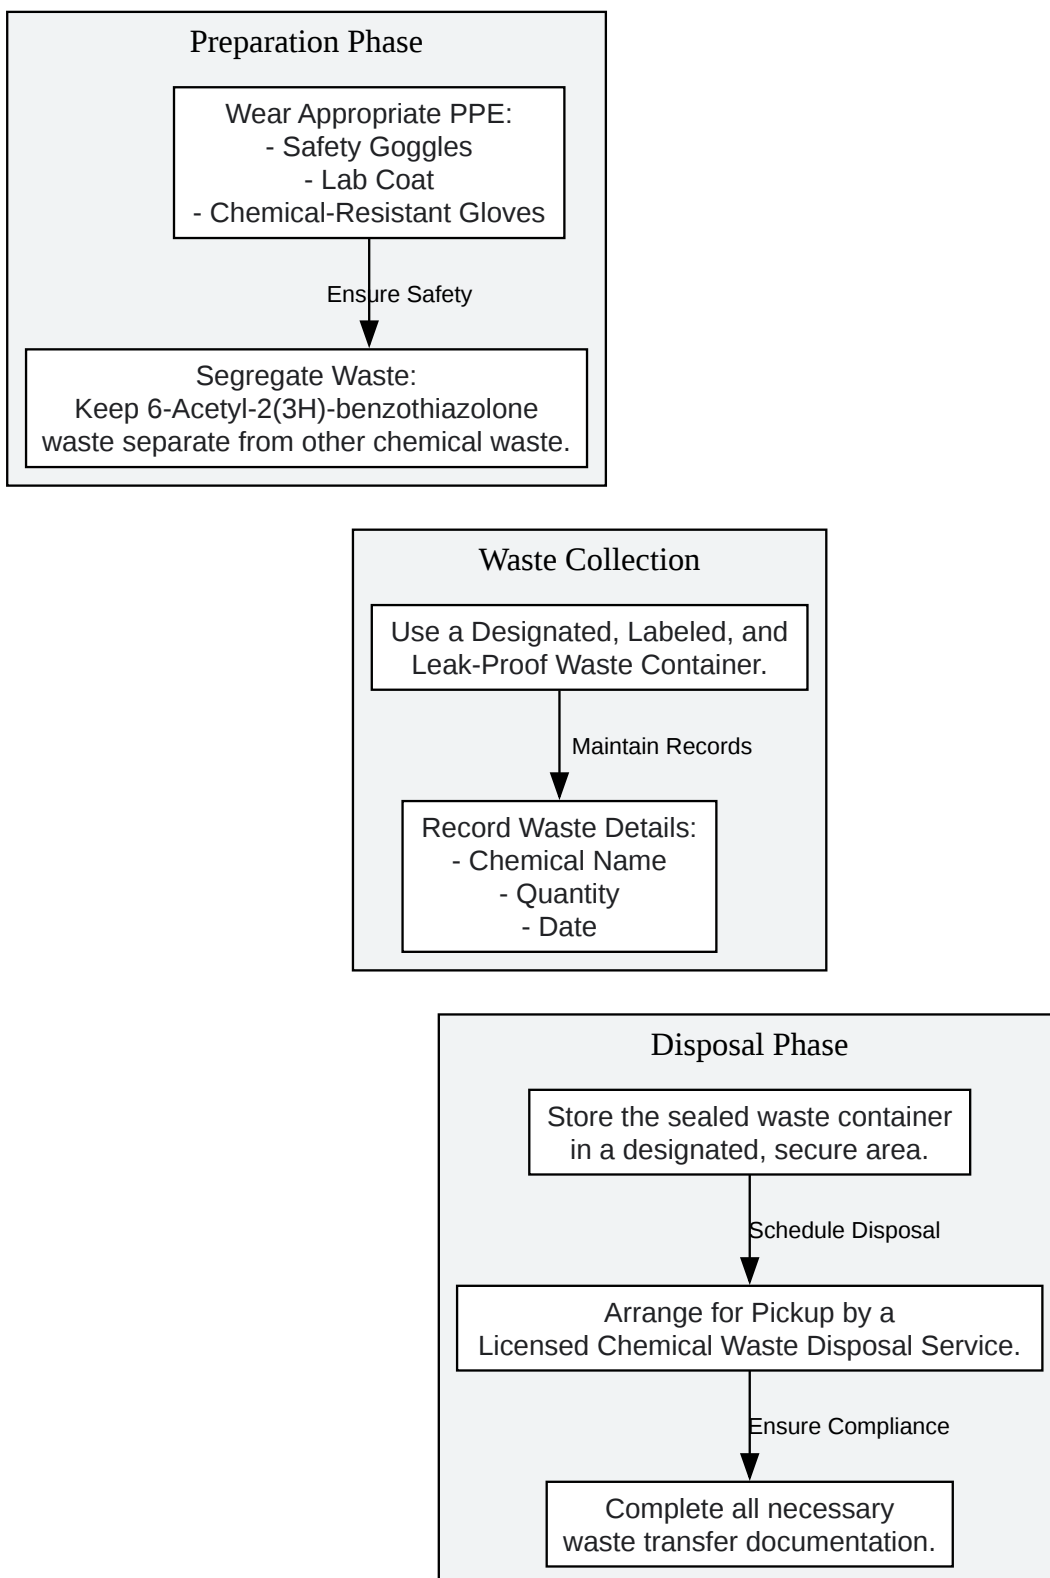 Preparation Phase
Wear Appropriate PPE:
- Safety Goggles
- Lab Coat
- Chemical-Resistant Gloves
Ensure Safety
Segregate Waste:
Keep 6-Acetyl-2(3H)-benzothiazolone
waste separate from other chemical waste.
Waste Collection
Use a Designated, Labeled, and
Leak-Proof Waste Container.
Maintain Records
Record Waste Details:
- Chemical Name
- Quantity
- Date
Disposal Phase
Store the sealed waste container
in a designated, secure area.
Schedule Disposal
Arrange for Pickup by a
Licensed Chemical Waste Disposal Service.
Ensure Compliance
Complete all necessary
waste transfer documentation.